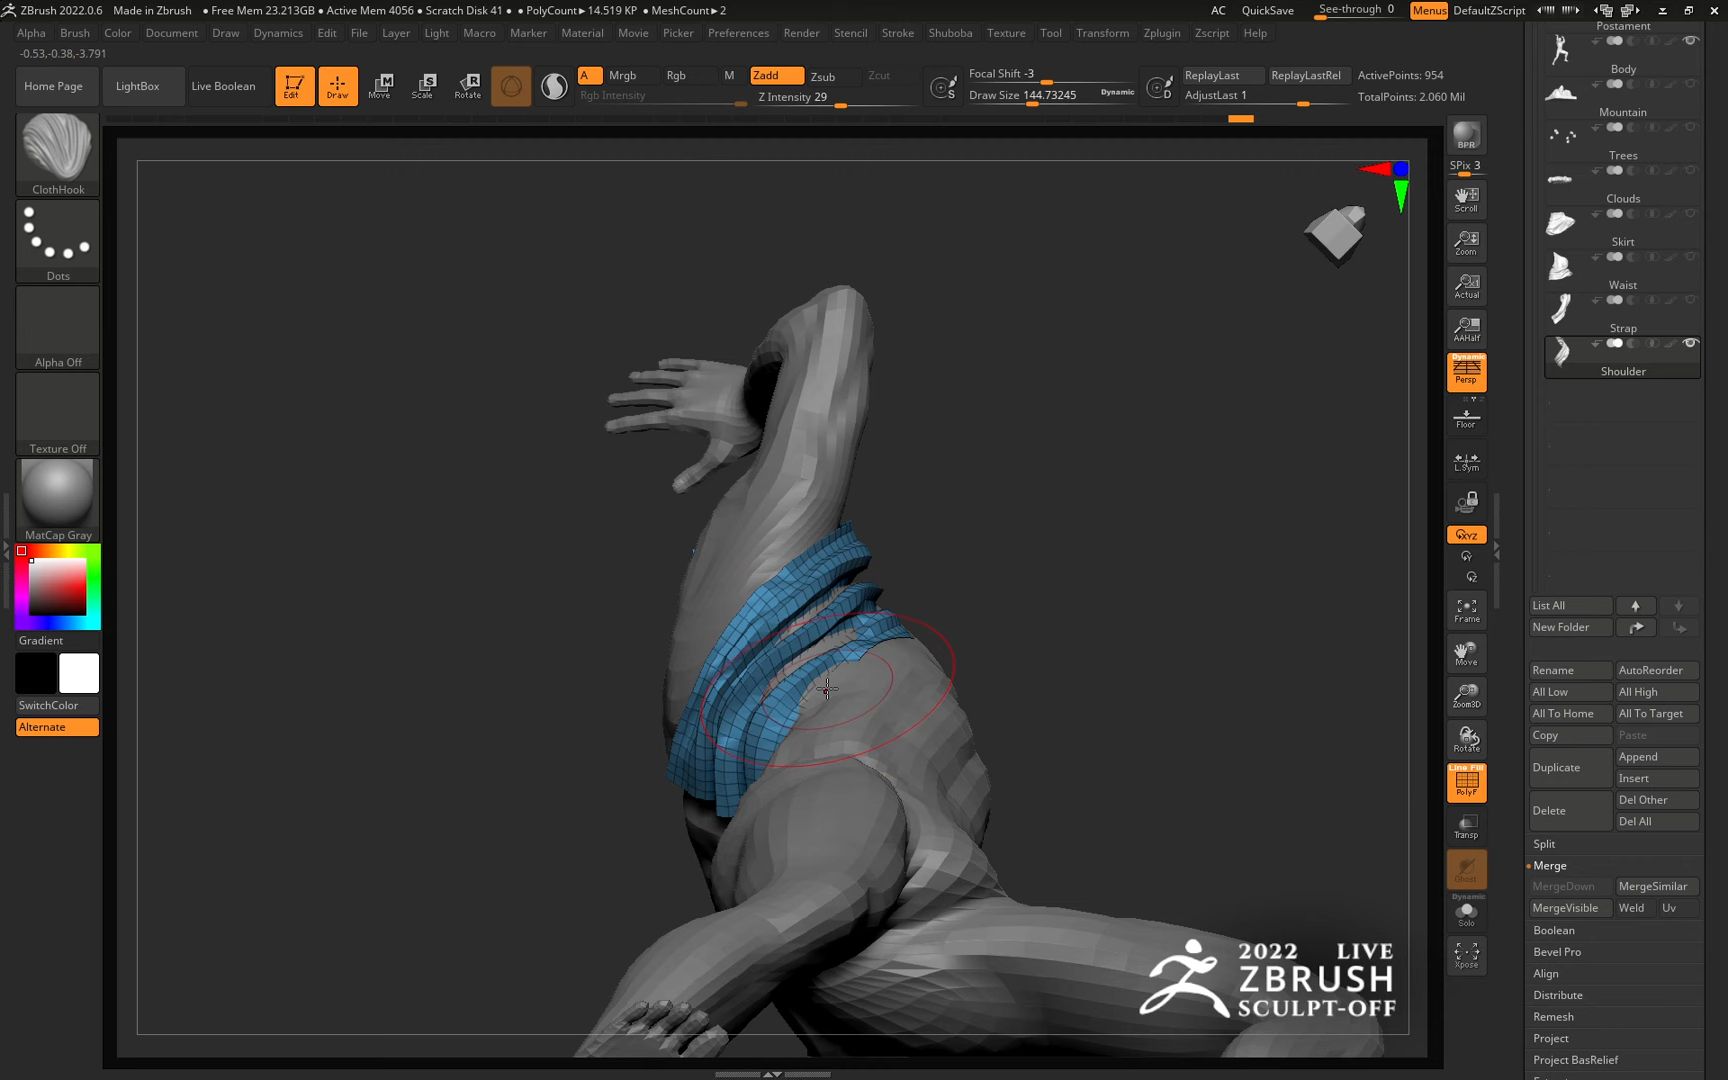 ZBrush 2022.0.6 Made in Zbrush • Free Mem 23.213GB • Active Mem 4056 • Scratch Disk 41 • • PolyCount► 14.519 KP • MeshCount► 2 AC QuickSave See-through 0 Menus DefaultZScript
Alpha Brush Color Document Draw Dynamics Edit File Layer Light Macro Marker Material Movie Picker Preferences Render Stencil Stroke Shuboba Texture Tool Transform Zplugin Zscript Help
-0.53,-0.38,-3.791
Home Page LightBox Live Boolean Edit Draw Move Scale Rotate
A Mrgb Rgb M Zadd Zsub Zcut
Rgb Intensity Z Intensity 29
Focal Shift -3
Draw Size 144.73245 Dynamic
S
D
ReplayLast ReplayLastRel ActivePoints: 954
AdjustLast 1 TotalPoints: 2.060 Mil
ClothHook
Dots
Alpha Off
Texture Off
MatCap Gray
Gradient
SwitchColor
Alternate
BPR
SPix 3
Scroll
Zoom
Actual
AAHalf
Dynamic
Persp
Floor
L.Sym
XYZ
Y
Z
Frame
Move
Zoom3D
Rotate
Line Fill
PolyF
Transp
Ghost
Dynamic
Solo
Xpose
Postament
Body
Mountain
Trees
Clouds
Skirt
Waist
Strap
Shoulder
List All
New Folder
Rename AutoReorder
All Low All High
All To Home All To Target
Copy Paste
Duplicate Append
Insert
Delete Del Other
Del All
Split
Merge
MergeDown MergeSimilar
MergeVisible Weld Uv
Boolean
Bevel Pro
Align
Distribute
Remesh
Project
Project BasRelief
2022 LIVE
ZBRUSH
SCULPT-OFF